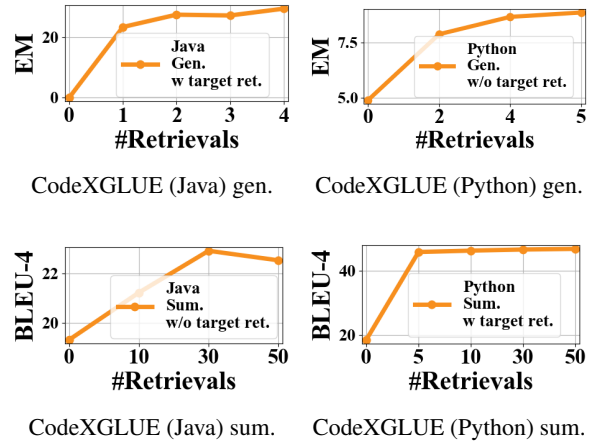 EM
20
0
Java
Gen.
w target ret.
0 1 2 3 4
#Retrievals
CodeXGLUE (Java) gen.
EM
7.5
5.0
Python
Gen.
w/o target ret.
0 2 4 5
#Retrievals
CodeXGLUE (Python) gen.
BLEU-4
22
20
Java
Sum.
w/o target ret.
0 10 30 50
#Retrievals
CodeXGLUE (Java) sum.
BLEU-4
40
20
Python
Sum.
w target ret.
0 5 10 30 50
#Retrievals
CodeXGLUE (Python) sum.